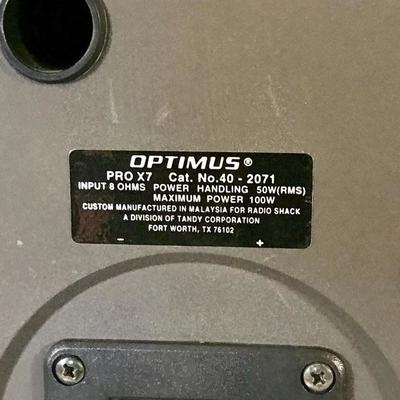 OPTIMUS®
PRO X7 Cat. No.40 - 2071
INPUT 8 OHMS POWER HANDLING 50W(RMS)
MAXIMUM POWER 100W
CUSTOM MANUFACTURED IN MALAYSIA FOR RADIO SHACK
A DIVISION OF TANDY CORPORATION
FORT WORTH, TX 76102
- +